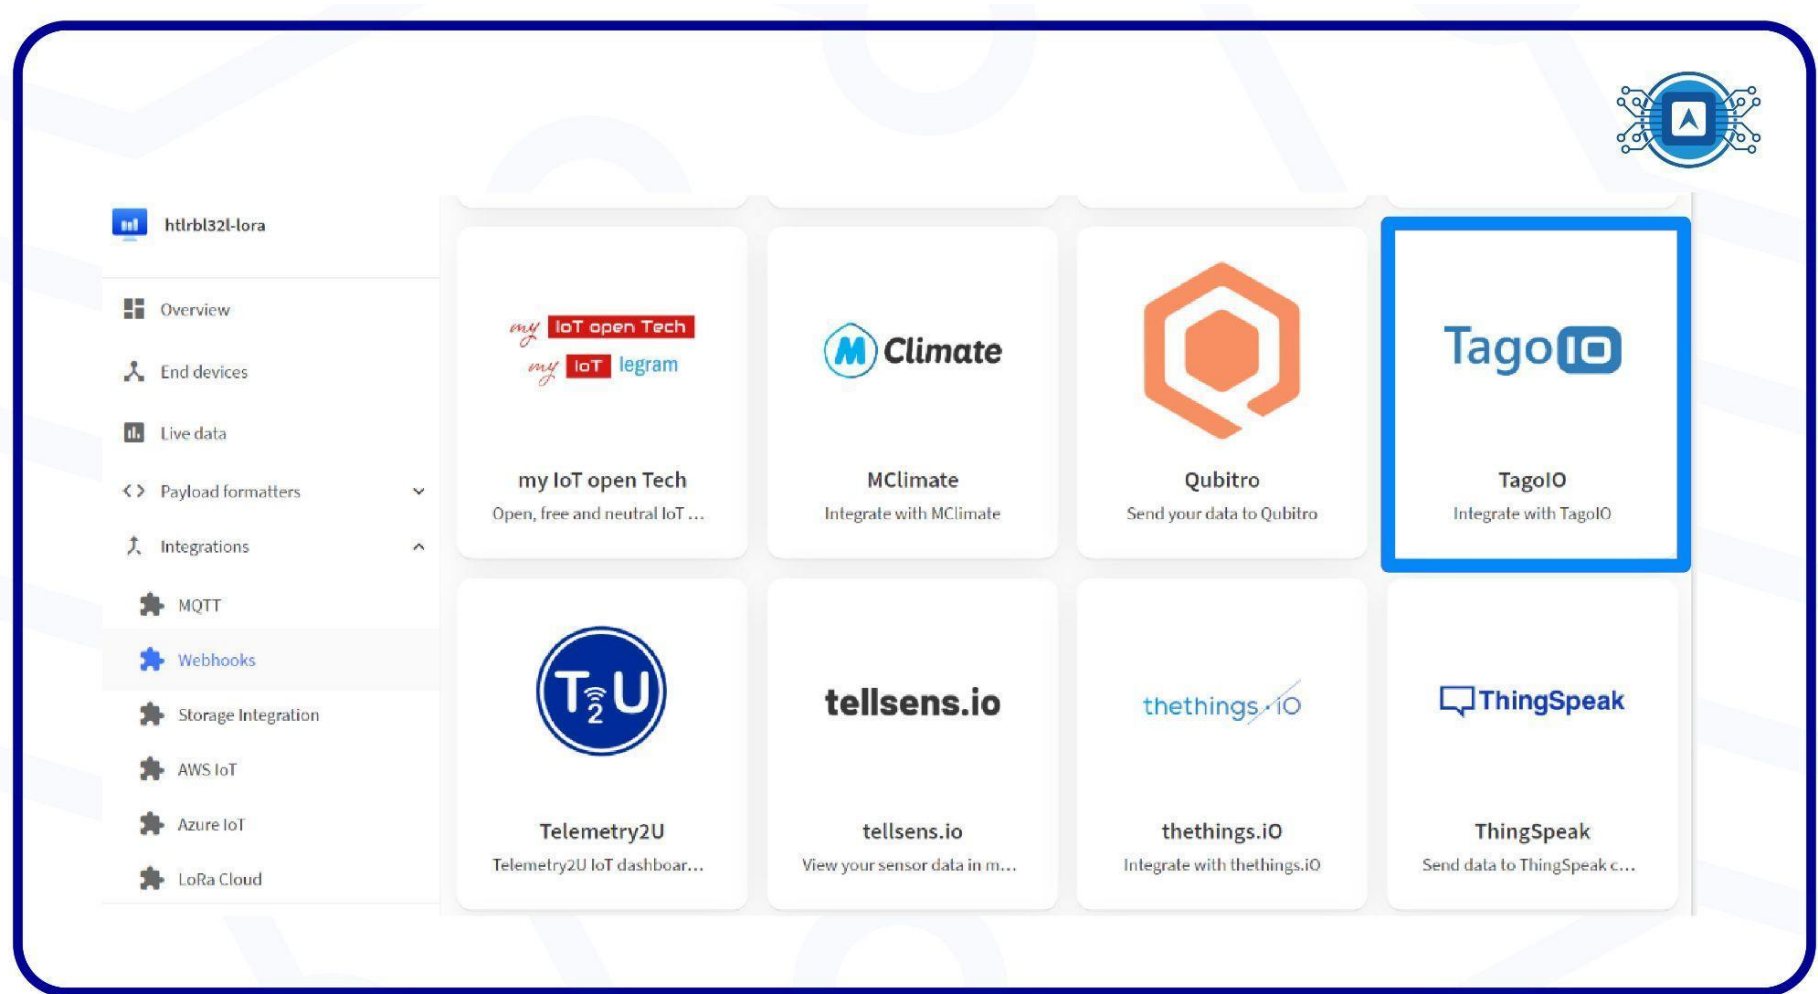 htlrbl32l-lora
Overview
End devices
Live data
Payload formatters
Integrations
MQTT
Webhooks
Storage Integration
AWS IoT
Azure IoT
LoRa Cloud
my IoT open Tech
my IoT legram
my IoT open Tech
Open, free and neutral IoT ...
M Climate
MClimate
Integrate with MClimate
Qubitro
Send your data to Qubitro
TagoIO
TagoIO
Integrate with TagoIO
T2U
Telemetry2U
Telemetry2U IoT dashboar...
tellsens.io
tellsens.io
View your sensor data in m...
thethings.iO
thethings.iO
Integrate with thethings.iO
ThingSpeak
ThingSpeak
Send data to ThingSpeak c...